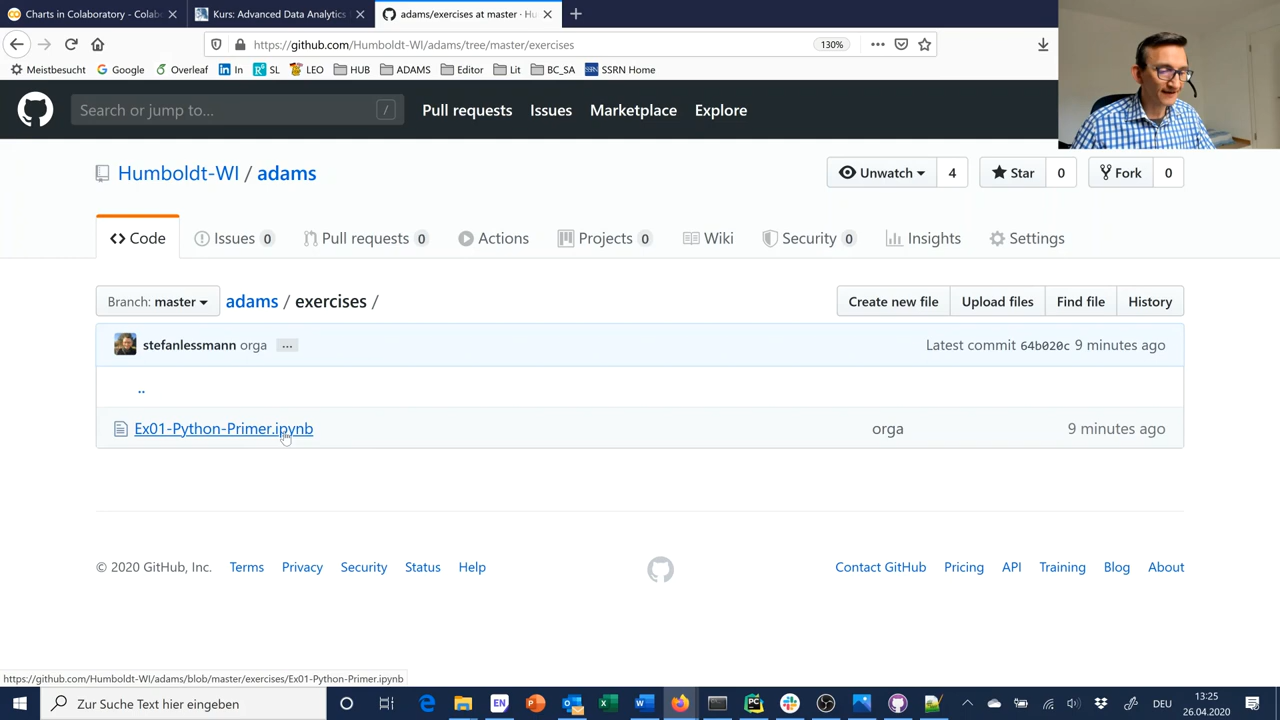 Charts in Colaboratory - Colab
Kurs: Advanced Data Analytics
adams/exercises at master · Hu
https://github.com/Humboldt-WI/adams/tree/master/exercises
130%
Meistbesucht
Google
Overleaf
In
SL
LEO
HUB
ADAMS
Editor
Lit
BC_SA
SSRN Home
Search or jump to...
/
Pull requests
Issues
Marketplace
Explore
Humboldt-WI / adams
Unwatch 4
Star 0
Fork 0
Code
Issues 0
Pull requests 0
Actions
Projects 0
Wiki
Security 0
Insights
Settings
Branch: master
adams / exercises /
Create new file
Upload files
Find file
History
stefanlessmann orga ...
Latest commit 64b020c 9 minutes ago
..
Ex01-Python-Primer.ipynb
orga
9 minutes ago
© 2020 GitHub, Inc.
Terms
Privacy
Security
Status
Help
Contact GitHub
Pricing
API
Training
Blog
About
https://github.com/Humboldt-WI/adams/blob/master/exercises/Ex01-Python-Primer.ipynb
Zur Suche Text hier eingeben
EN
DEU
13:25
26.04.2020